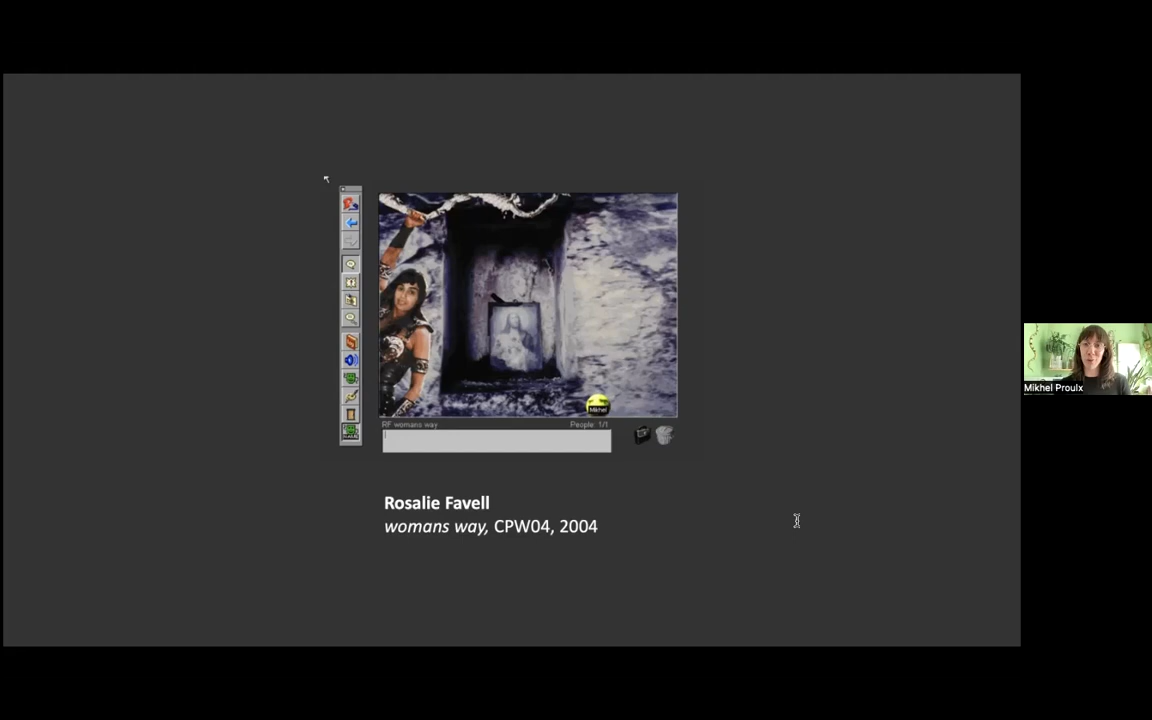 Mikhel
RF womans way People: 1/1
Rosalie Favell
womans way, CPW04, 2004
Mikhel Proulx